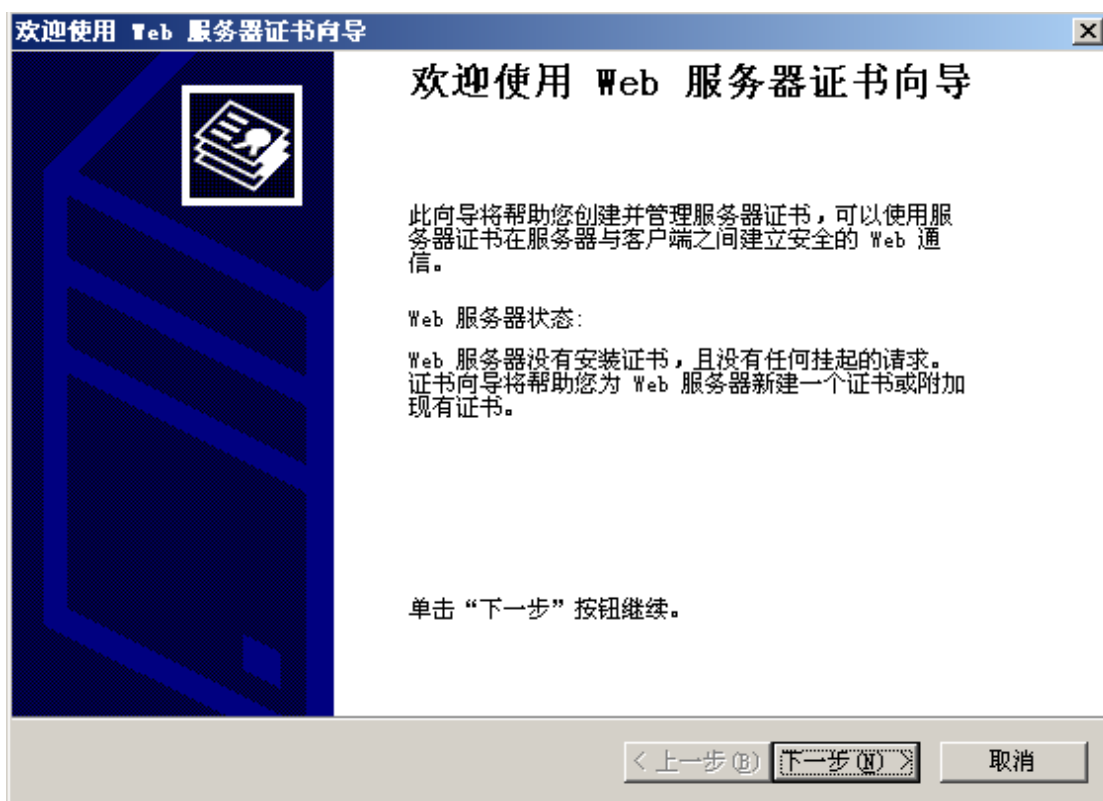 欢迎使用 Web 服务器证书向导
欢迎使用 Web 服务器证书向导
此向导将帮助您创建并管理服务器证书，可以使用服
务器证书在服务器与客户端之间建立安全的 Web 通
信。
Web 服务器状态:
Web 服务器没有安装证书，且没有任何挂起的请求。
证书向导将帮助您为 Web 服务器新建一个证书或附加
现有证书。
单击“下一步”按钮继续。
< 上一步(B) 下一步(N) > 取消